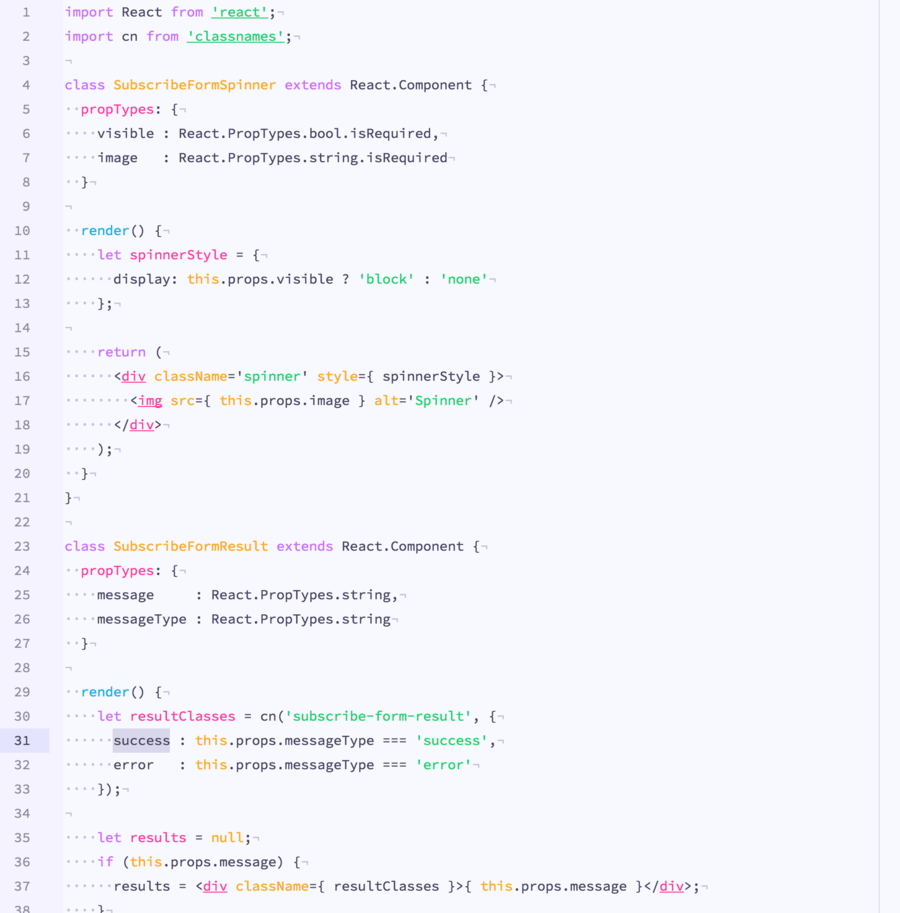 1 import React from 'react';¬
2 import cn from 'classnames';¬
3 ¬
4 class SubscribeFormSpinner extends React.Component {¬
5 ··propTypes: {¬
6 ····visible : React.PropTypes.bool.isRequired,¬
7 ····image   : React.PropTypes.string.isRequired¬
8 ··}¬
9 ¬
10 ··render() {¬
11 ····let spinnerStyle = {¬
12 ······display: this.props.visible ? 'block' : 'none'¬
13 ····};¬
14 ¬
15 ····return (¬
16 ······<div className='spinner' style={ spinnerStyle }>¬
17 ········<img src={ this.props.image } alt='Spinner' />¬
18 ······</div>¬
19 ····);¬
20 ··}¬
21 }¬
22 ¬
23 class SubscribeFormResult extends React.Component {¬
24 ··propTypes: {¬
25 ····message     : React.PropTypes.string,¬
26 ····messageType : React.PropTypes.string¬
27 ··}¬
28 ¬
29 ··render() {¬
30 ····let resultClasses = cn('subscribe-form-result', {¬
31 ······success : this.props.messageType === 'success',¬
32 ······error   : this.props.messageType === 'error'¬
33 ····});¬
34 ¬
35 ····let results = null;¬
36 ····if (this.props.message) {¬
37 ······results = <div className={ resultClasses }>{ this.props.message }</div>;¬
38 ····}¬